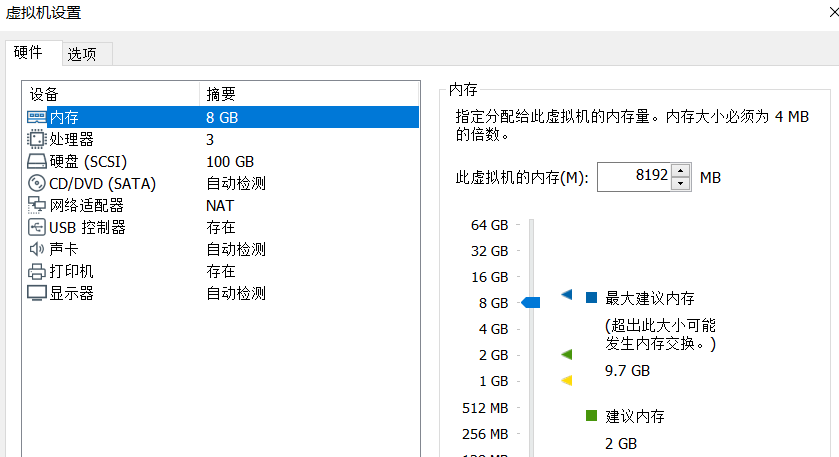 虚拟机设置
硬件 选项
设备 摘要
内存 8 GB
处理器 3
硬盘 (SCSI) 100 GB
CD/DVD (SATA) 自动检测
网络适配器 NAT
USB 控制器 存在
声卡 自动检测
打印机 存在
显示器 自动检测
内存
指定分配给此虚拟机的内存量。内存大小必须为 4 MB
的倍数。
此虚拟机的内存(M): 8192 MB
64 GB
32 GB
16 GB
8 GB
4 GB
2 GB
1 GB
512 MB
256 MB
最大建议内存
(超出此大小可能
发生内存交换。)
9.7 GB
建议内存
2 GB